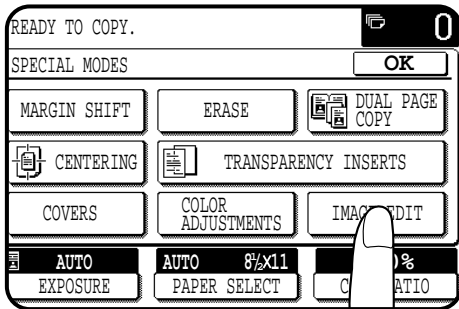 READY TO COPY.
0
SPECIAL MODES
OK
MARGIN SHIFT
ERASE
DUAL PAGE
COPY
CENTERING
TRANSPARENCY INSERTS
COVERS
COLOR
ADJUSTMENTS
EDIT
AUTO
AUTO 8½x11
%
EXPOSURE
PAPER SELECT